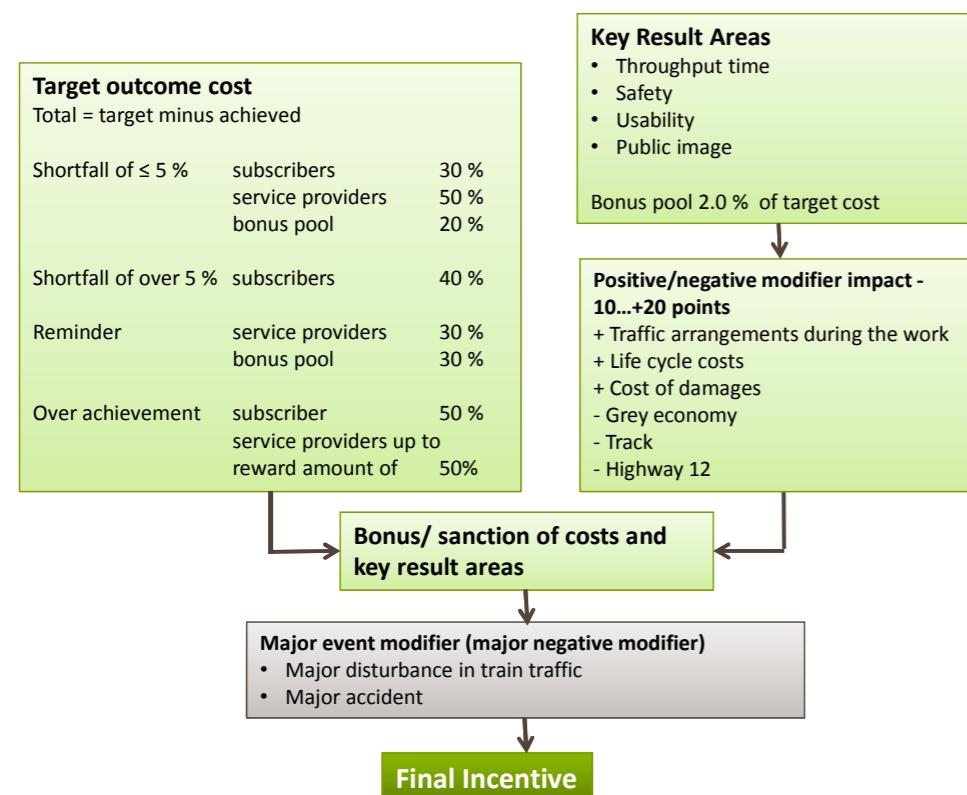 Target outcome cost
Total = target minus achieved
Shortfall of ≤ 5 % subscribers 30 %
service providers 50 %
bonus pool 20 %
Shortfall of over 5 % subscribers 40 %
Reminder service providers 30 %
bonus pool 30 %
Over achievement subscriber 50 %
service providers up to
reward amount of 50%
Key Result Areas
• Throughput time
• Safety
• Usability
• Public image
Bonus pool 2.0 % of target cost
Positive/negative modifier impact -
10...+20 points
+ Traffic arrangements during the work
+ Life cycle costs
+ Cost of damages
- Grey economy
- Track
- Highway 12
Bonus/ sanction of costs and
key result areas
Major event modifier (major negative modifier)
• Major disturbance in train traffic
• Major accident
Final Incentive